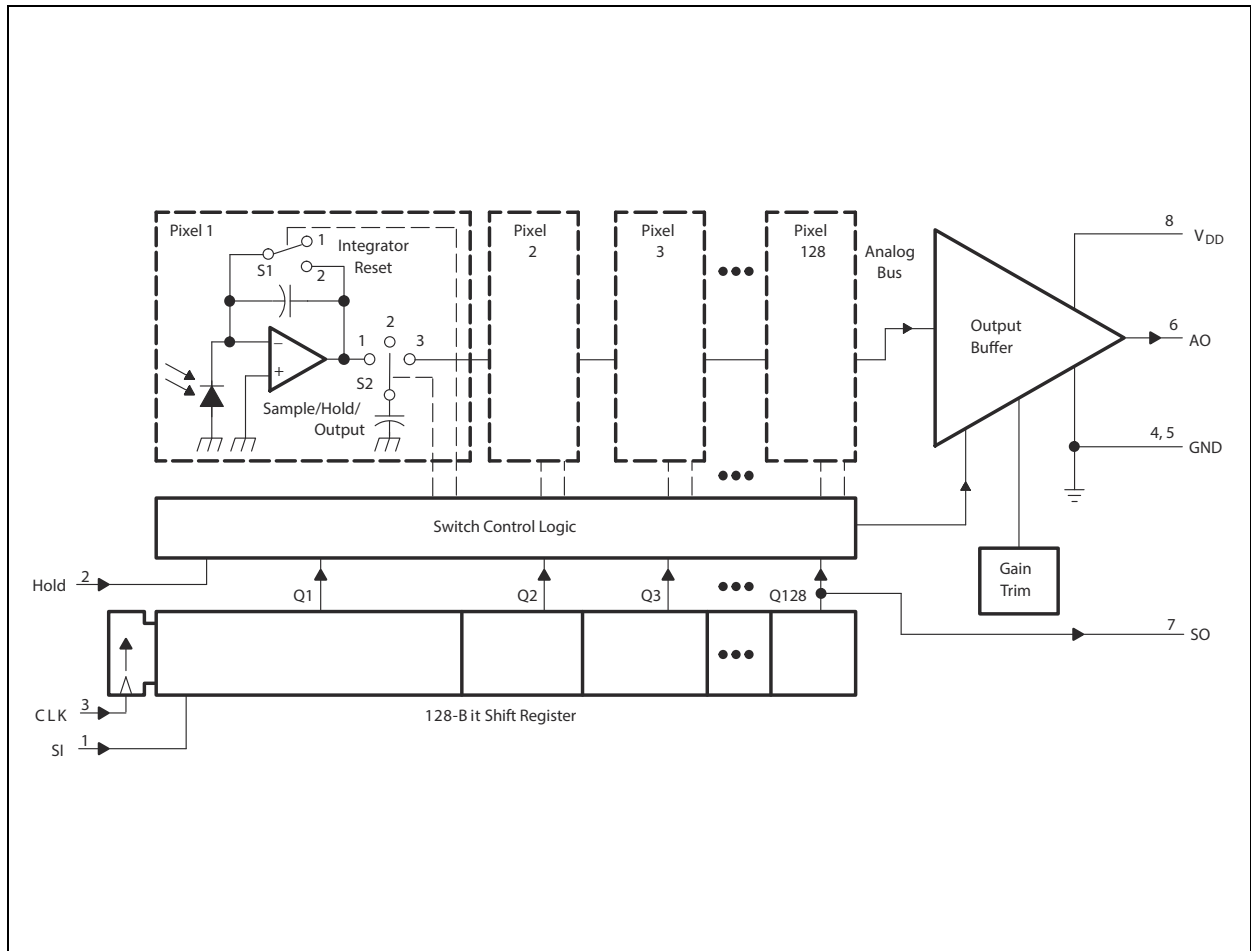 Pixel 1
1
Integrator
Reset
S1
2
−
+
1
2
3
S2
Sample/Hold/
Output
Pixel
2
Pixel
3
Pixel
128
Analog
Bus
Output
Buffer
8
VDD
6
AO
4, 5
GND
Switch Control Logic
Gain
Trim
Hold
2
Q1
Q2
Q3
Q128
7
SO
CLK
3
SI
1
128-Bit Shift Register